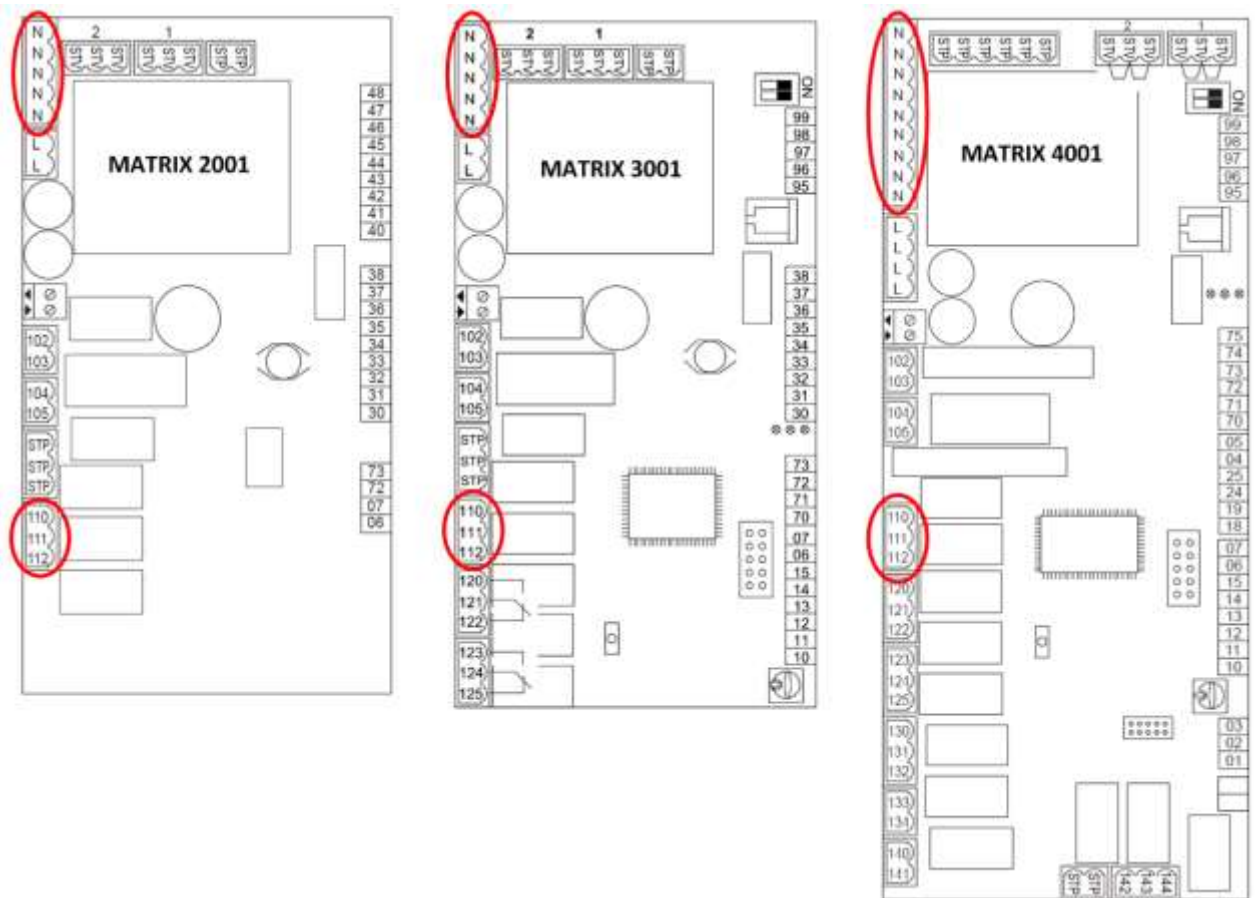 N
N
N
N
N
L
L
2 1
STV STV STV STV STV STV STP STP
MATRIX 2001
48
47
46
45
44
43
42
41
40
38
37
36
35
34
33
32
31
30
73
72
07
06
102
103
104
105
STP
STP
STP
110
111
112
N
N
N
N
N
L
L
2 1
STV STV STV STV STV STV STP STP
ON
MATRIX 3001
99
98
97
96
95
38
37
36
35
34
33
32
31
30
73
72
71
70
07
06
15
14
13
12
11
10
102
103
104
105
STP
STP
STP
110
111
112
120
121
122
123
124
125
N
N
N
N
N
N
N
N
N
L
L
L
L
2 1
STP STP STP STP STP STP STV STV STV STV STV STV
ON
MATRIX 4001
99
98
97
96
95
75
74
73
72
71
70
05
04
25
24
19
18
07
06
15
14
13
12
11
10
03
02
01
102
103
104
105
110
111
112
120
121
122
123
124
125
130
131
132
133
134
140
141
STP STP 142 143 144